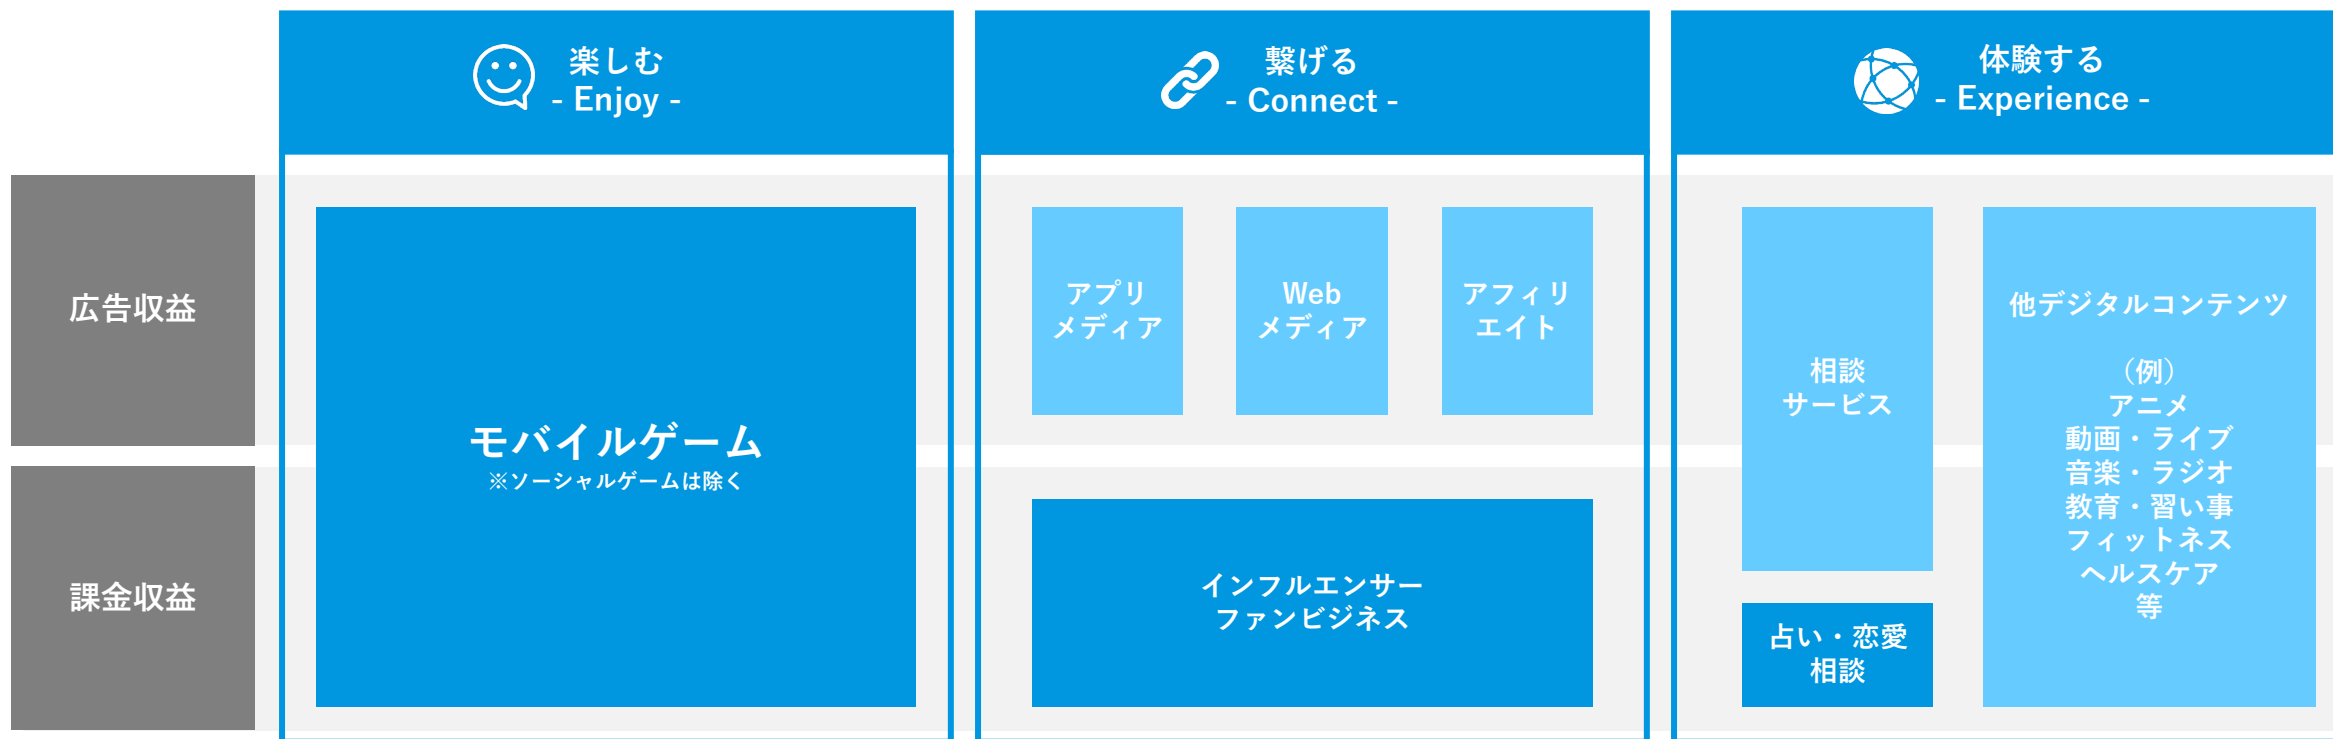 楽しむ
- Enjoy -
繋げる
- Connect -
体験する
- Experience -
広告収益
課金収益
モバイルゲーム
※ソーシャルゲームは除く
アプリ
メディア
Web
メディア
アフィリ
エイト
インフルエンサー
ファンビジネス
相談
サービス
占い・恋愛
相談
他デジタルコンテンツ
（例）
アニメ
動画・ライブ
音楽・ラジオ
教育・習い事
フィットネス
ヘルスケア
等